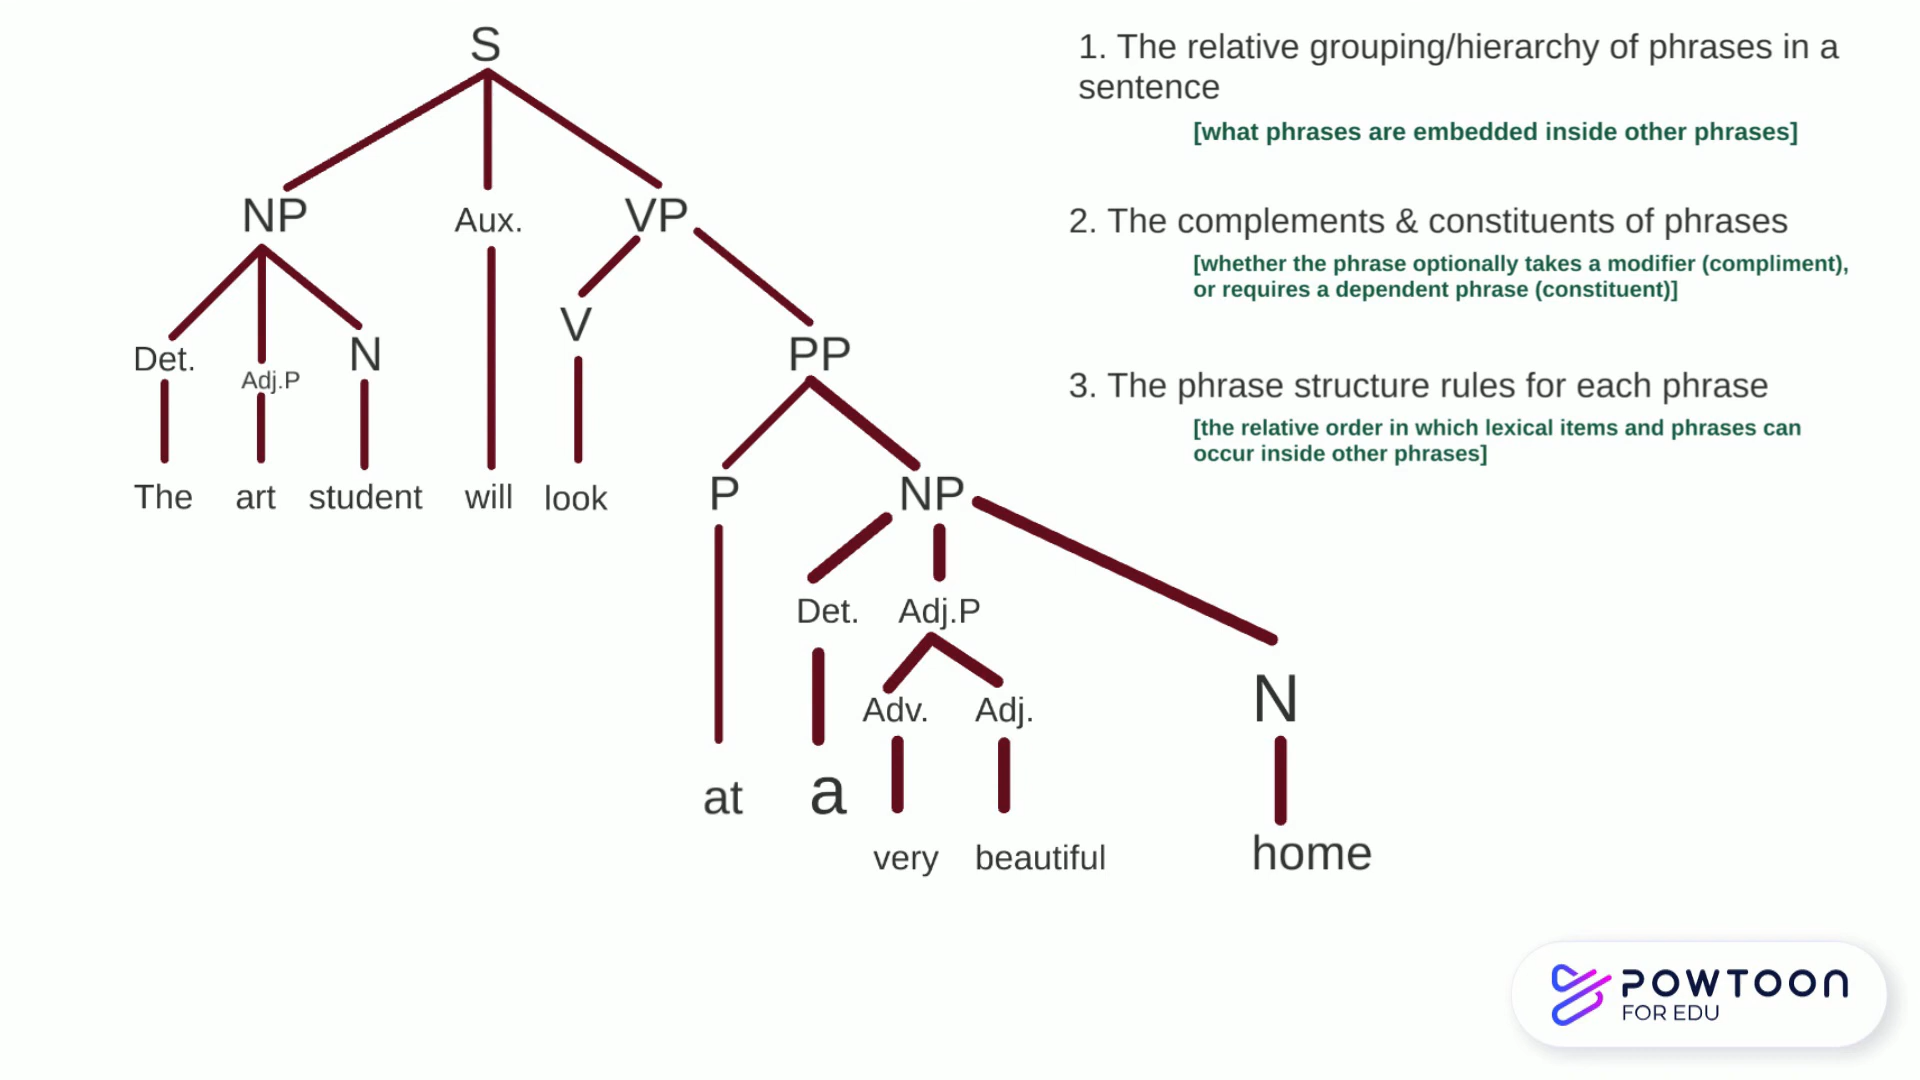 S
NP Aux. VP
Det. Adj.P N V PP
The art student will look P NP
Det. Adj.P
Adv. Adj. N
at a
very beautiful home
1. The relative grouping/hierarchy of phrases in a
sentence
[what phrases are embedded inside other phrases]
2. The complements & constituents of phrases
[whether the phrase optionally takes a modifier (compliment),
or requires a dependent phrase (constituent)]
3. The phrase structure rules for each phrase
[the relative order in which lexical items and phrases can
occur inside other phrases]
POWTOON
FOR EDU